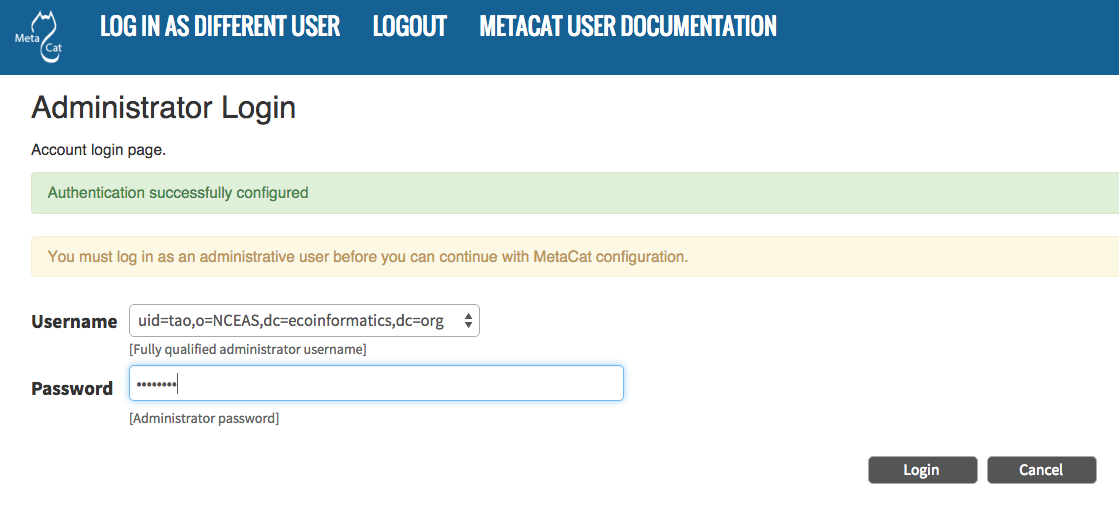 Meta Cat
LOG IN AS DIFFERENT USER LOGOUT METACAT USER DOCUMENTATION
Administrator Login
Account login page.
Authentication successfully configured
You must log in as an administrative user before you can continue with MetaCat configuration.
Username uid=tao,o=NCEAS,dc=ecoinformatics,dc=org
[Fully qualified administrator username]
Password ••••••••
[Administrator password]
Login Cancel